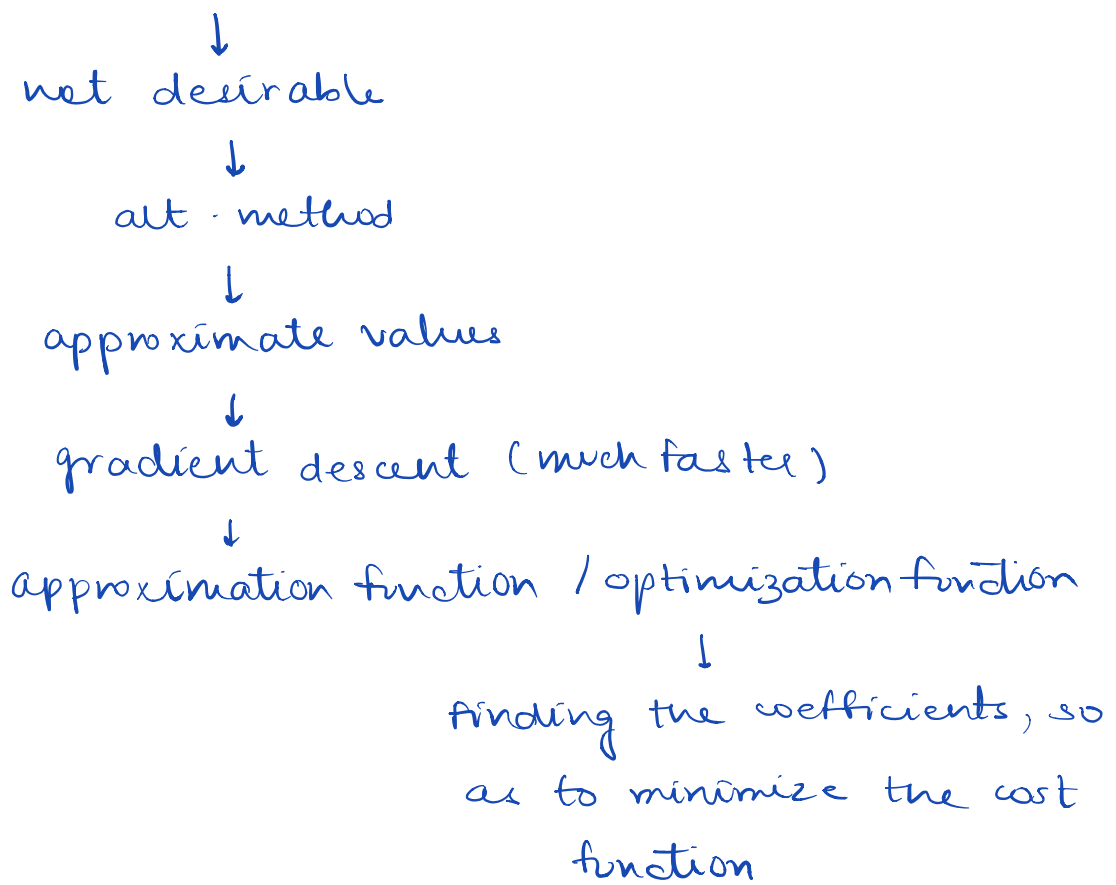 ↓
not desirable
↓
alt. method
↓
approximate values
↓
gradient descent (much faster)
↓
approximation function / optimization function
↓
finding the coefficients, so
as to minimize the cost
function